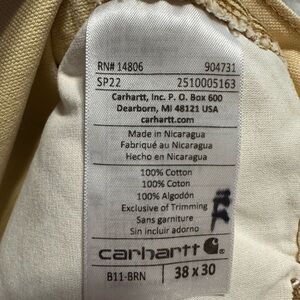 RN# 14806 904731
SP22 2510005163
Carhartt, Inc. P. O. Box 600
Dearborn, MI 48121 USA
carhartt.com
Made in Nicaragua
Fabriqué au Nicaragua
Hecho en Nicaragua
100% Cotton
100% Coton
100% Algodón
Exclusive of Trimming
Sans garniture
Sin incluir adorno
carhartt
B11-BRN 38 x 30